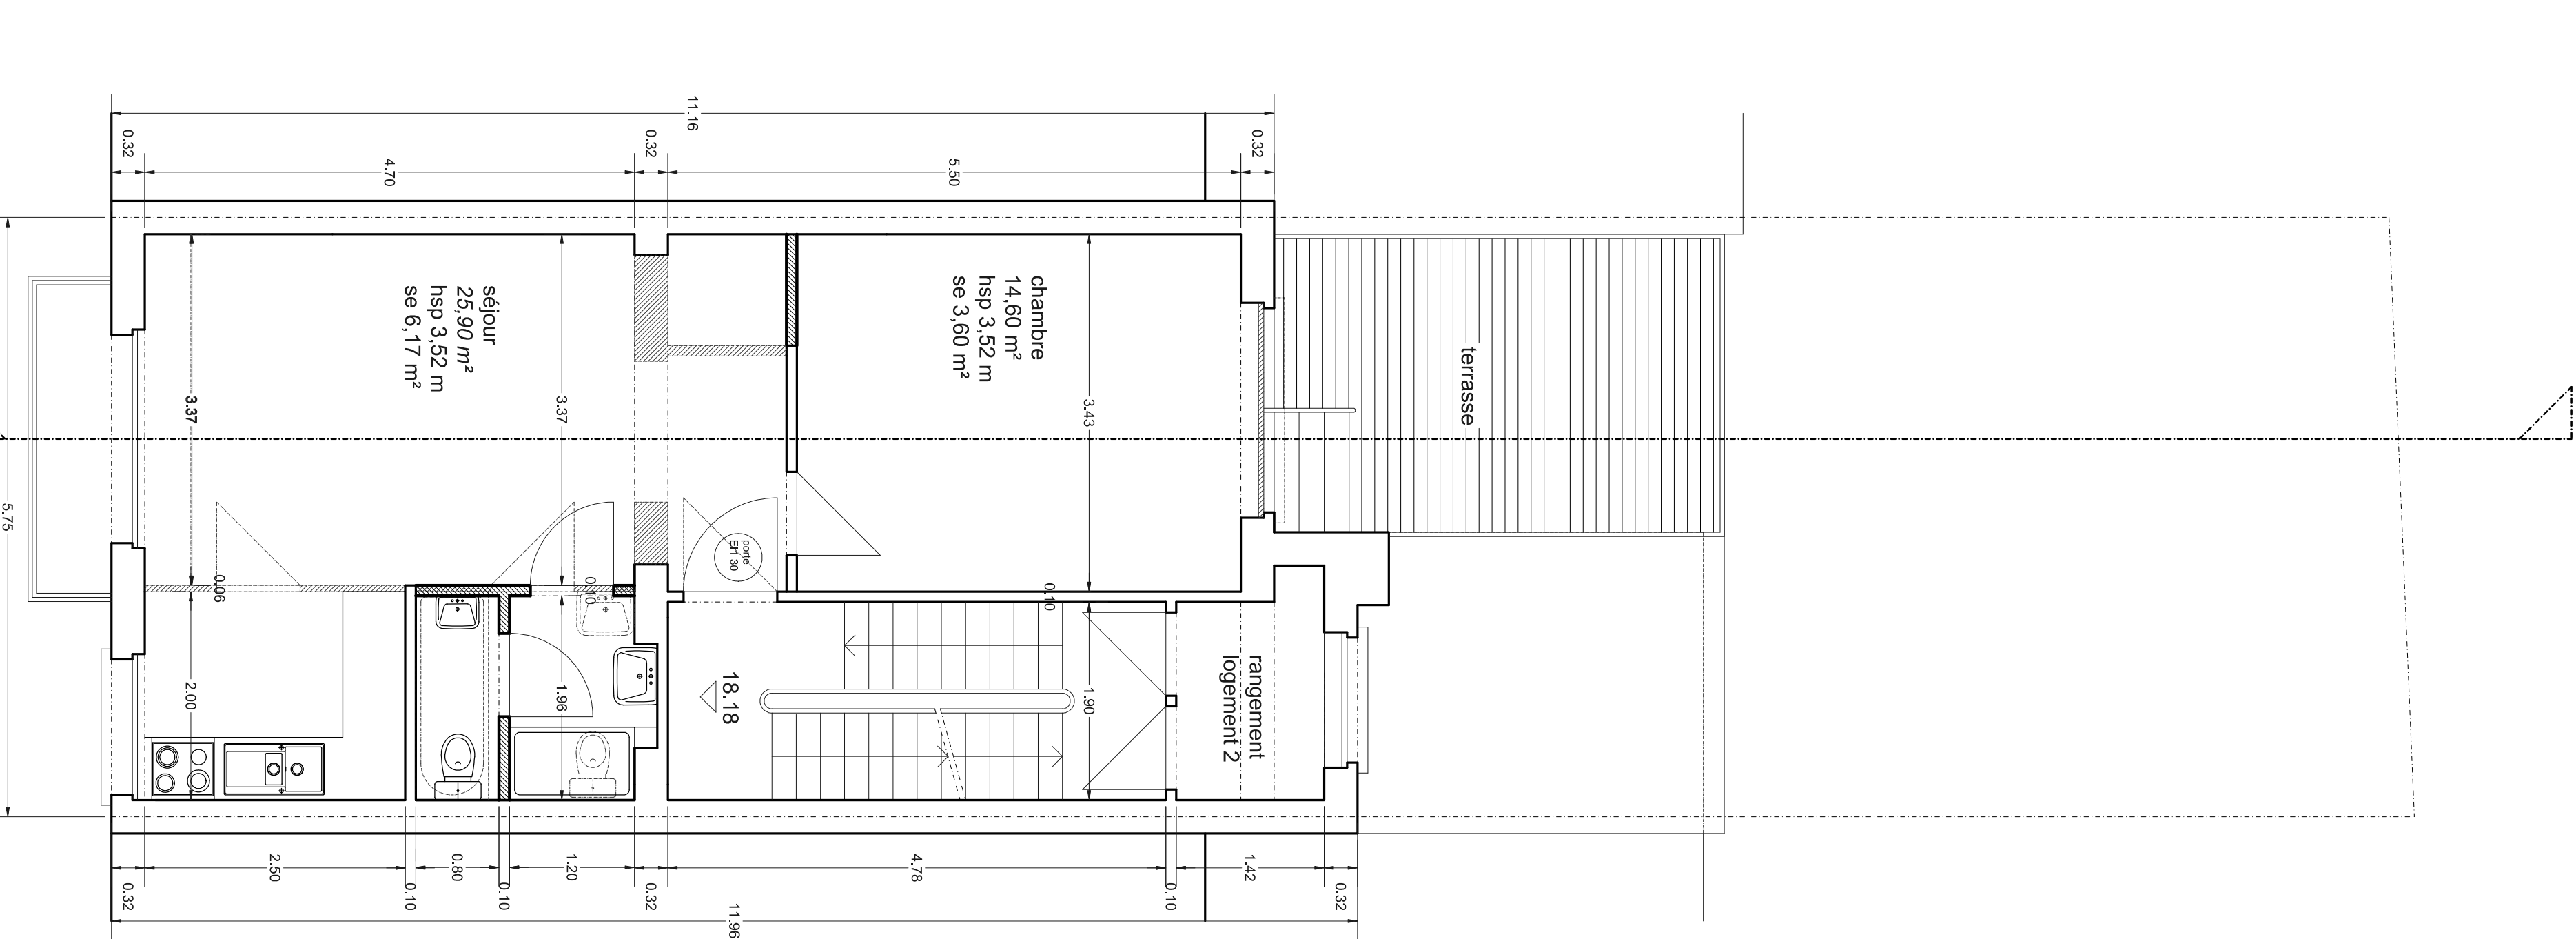 11.16
0.32
4.70
0.32
5.50
0.32
séjour
25,90 m²
hsp 3,52 m
se 6,17 m²
chambre
14,60 m²
hsp 3,52 m
se 3,60 m²
terrasse
3.37
3.37
3.43
5.75
porte
EI1 30
0.06
0.10
0.10
2.00
1.96
18.18
1.90
rangement
logement 2
2.50
0.80
1.20
4.78
1.42
0.32
0.10
0.10
0.32
0.10
0.32
11.96